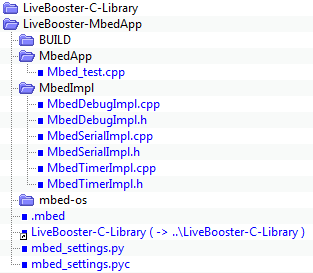 LiveBooster-C-Library
LiveBooster-MbedApp
BUILD
MbedApp
Mbed_test.cpp
MbedImpl
MbedDebugImpl.cpp
MbedDebugImpl.h
MbedSerialImpl.cpp
MbedSerialImpl.h
MbedTimerImpl.cpp
MbedTimerImpl.h
mbed-os
.mbed
LiveBooster-C-Library ( -> ..\LiveBooster-C-Library )
mbed_settings.py
mbed_settings.pyc